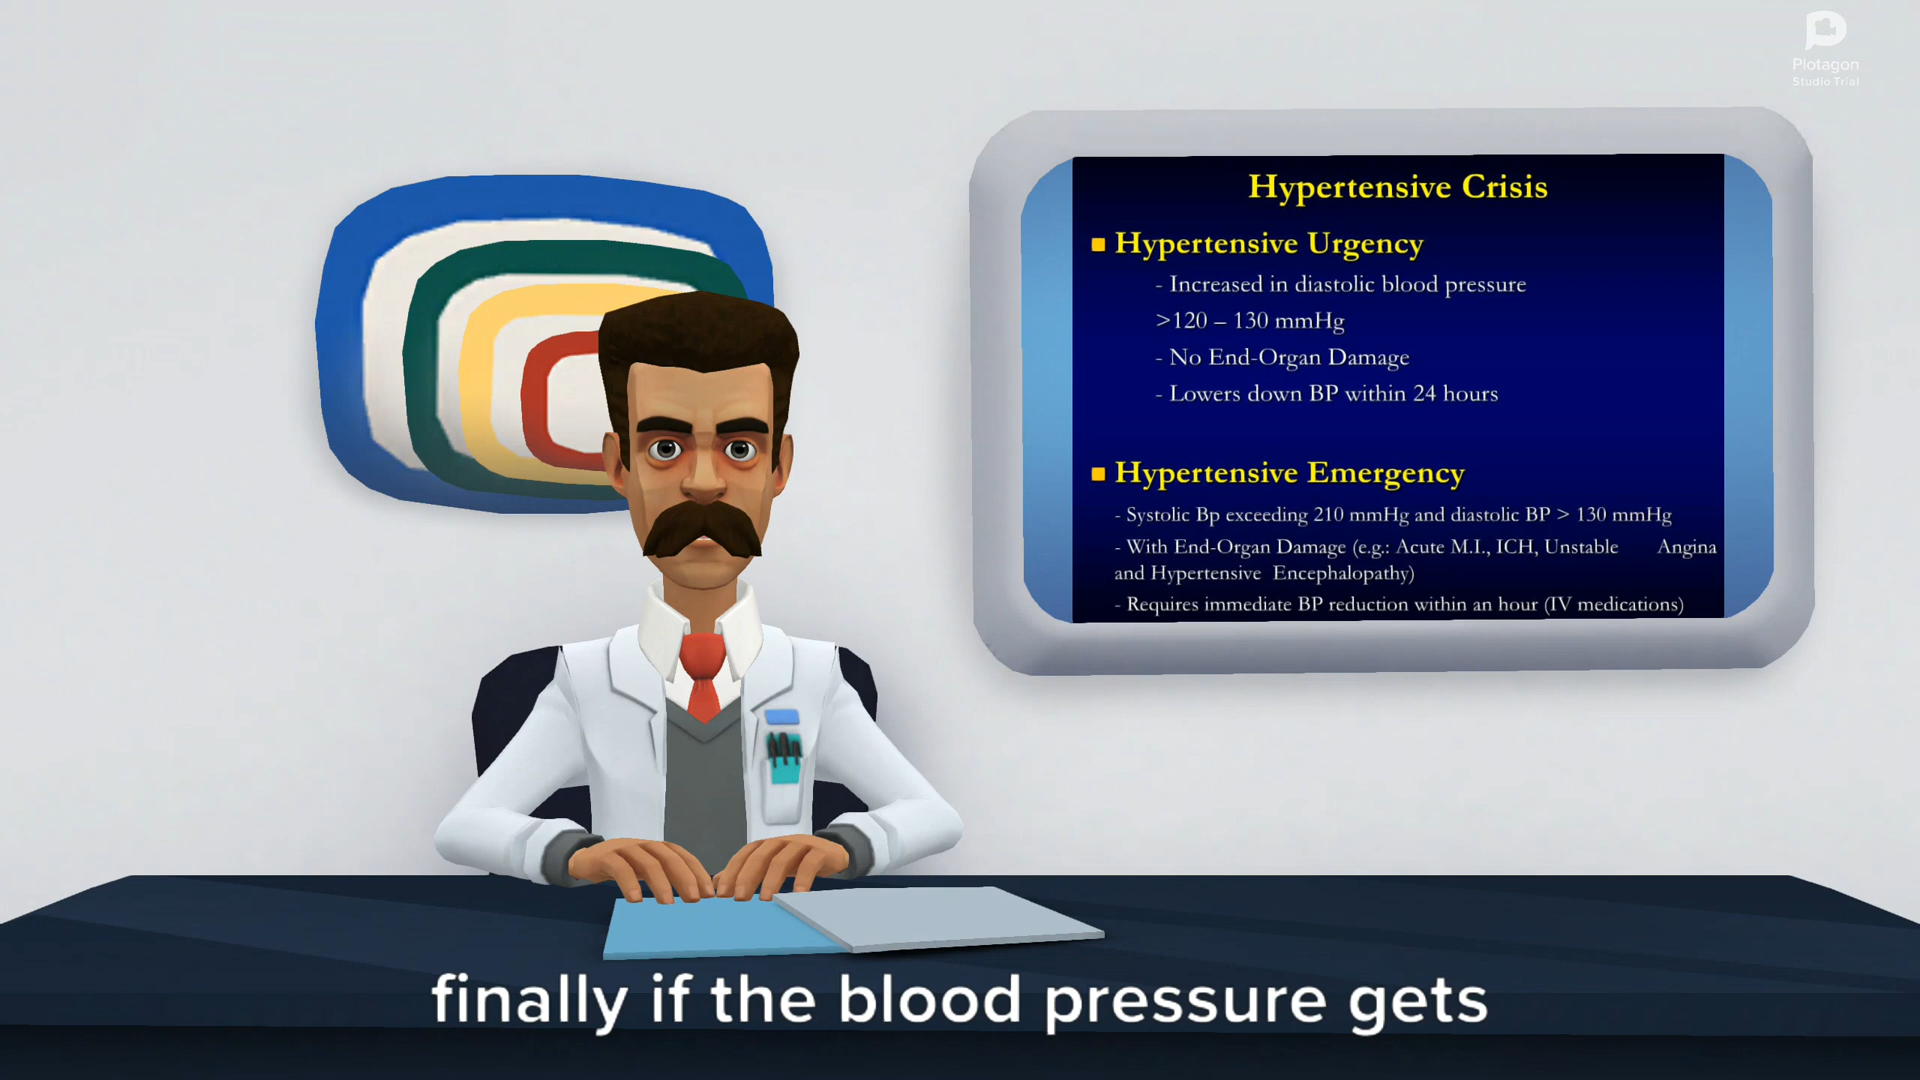 Plotagon
Studio Trial
Hypertensive Crisis
Hypertensive Urgency
- Increased in diastolic blood pressure
>120 – 130 mmHg
- No End-Organ Damage
- Lowers down BP within 24 hours
Hypertensive Emergency
- Systolic Bp exceeding 210 mmHg and diastolic BP > 130 mmHg
- With End-Organ Damage (e.g.: Acute M.I., ICH, Unstable Angina
and Hypertensive Encephalopathy)
- Requires immediate BP reduction within an hour (IV medications)
finally if the blood pressure gets